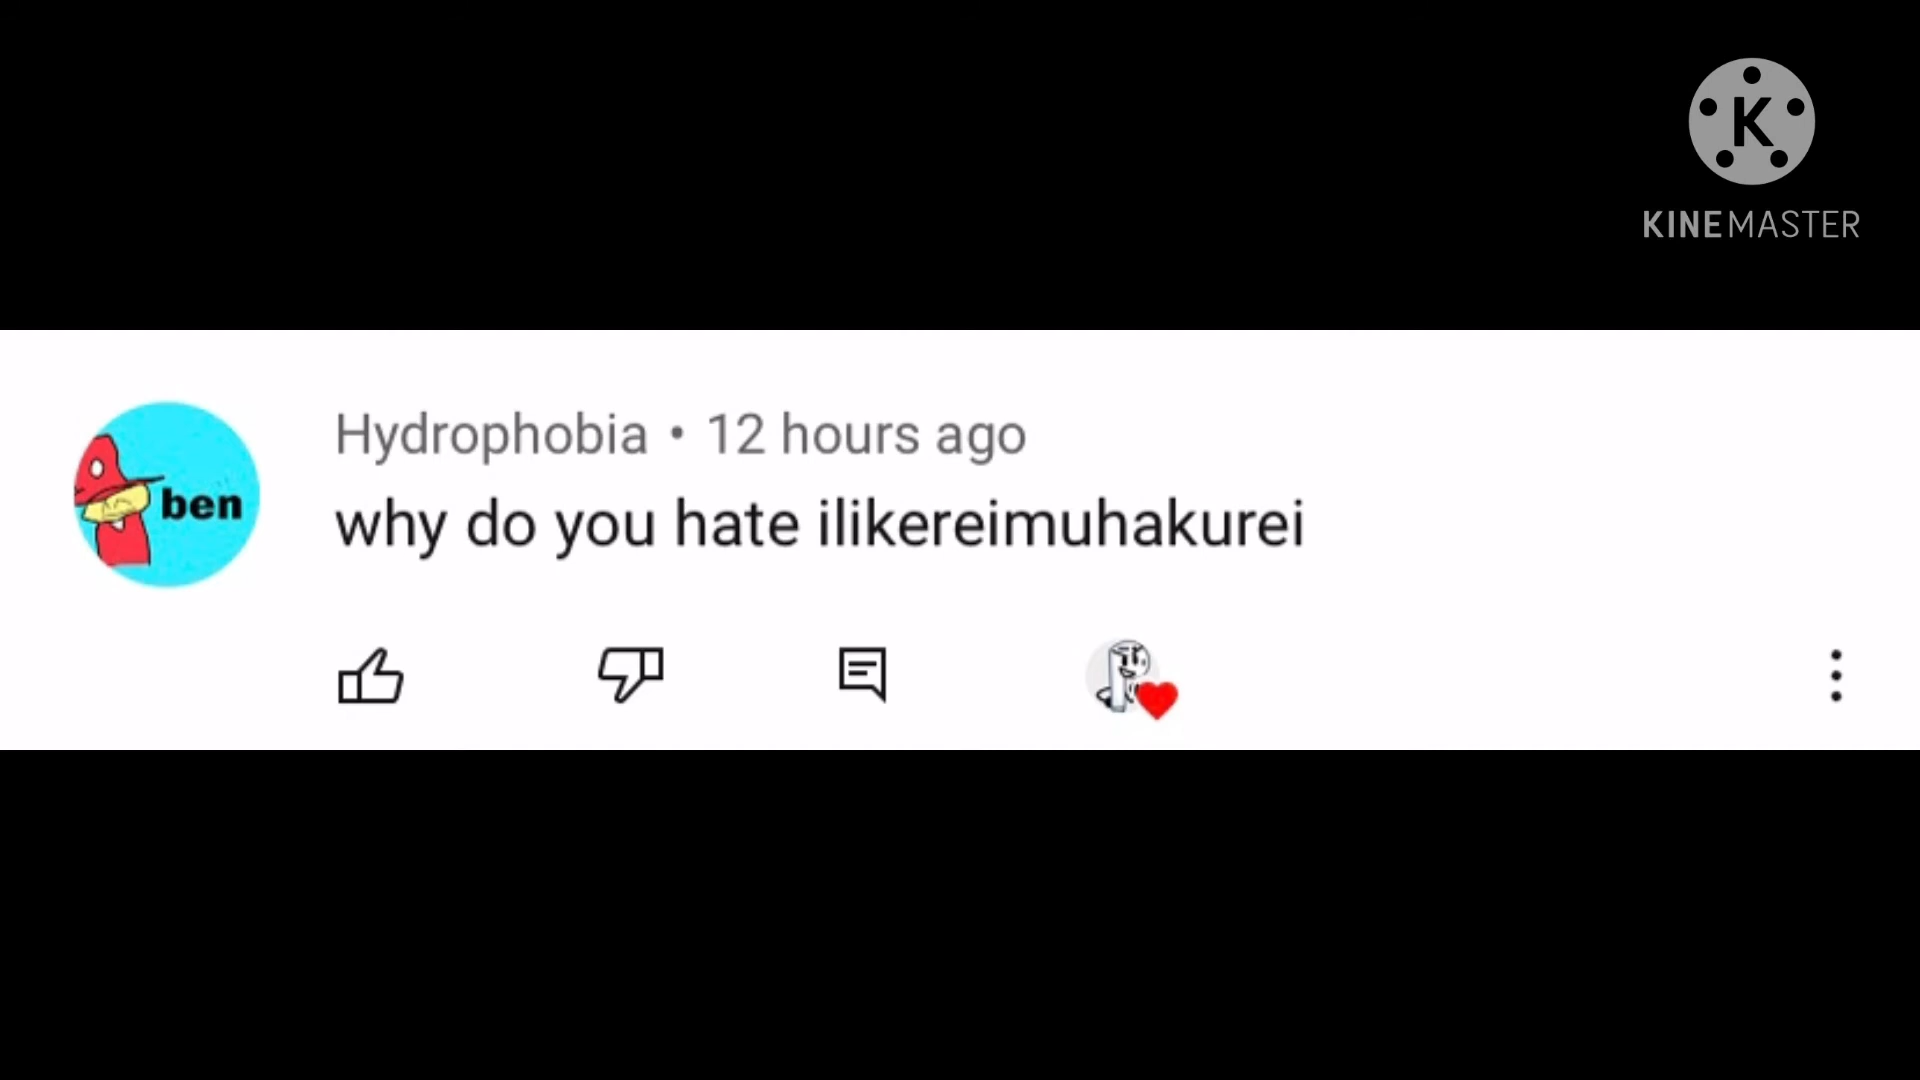 KINEMASTER
ben
Hydrophobia • 12 hours ago
why do you hate ilikereimuhakurei